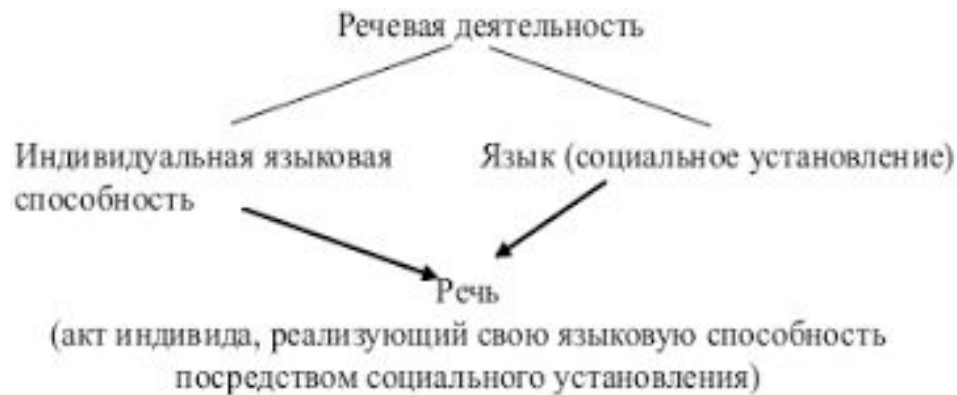 Речевая деятельность
Индивидуальная языковая
способность
Язык (социальное установление)
Речь
(акт индивида, реализующий свою языковую способность
посредством социального установления)